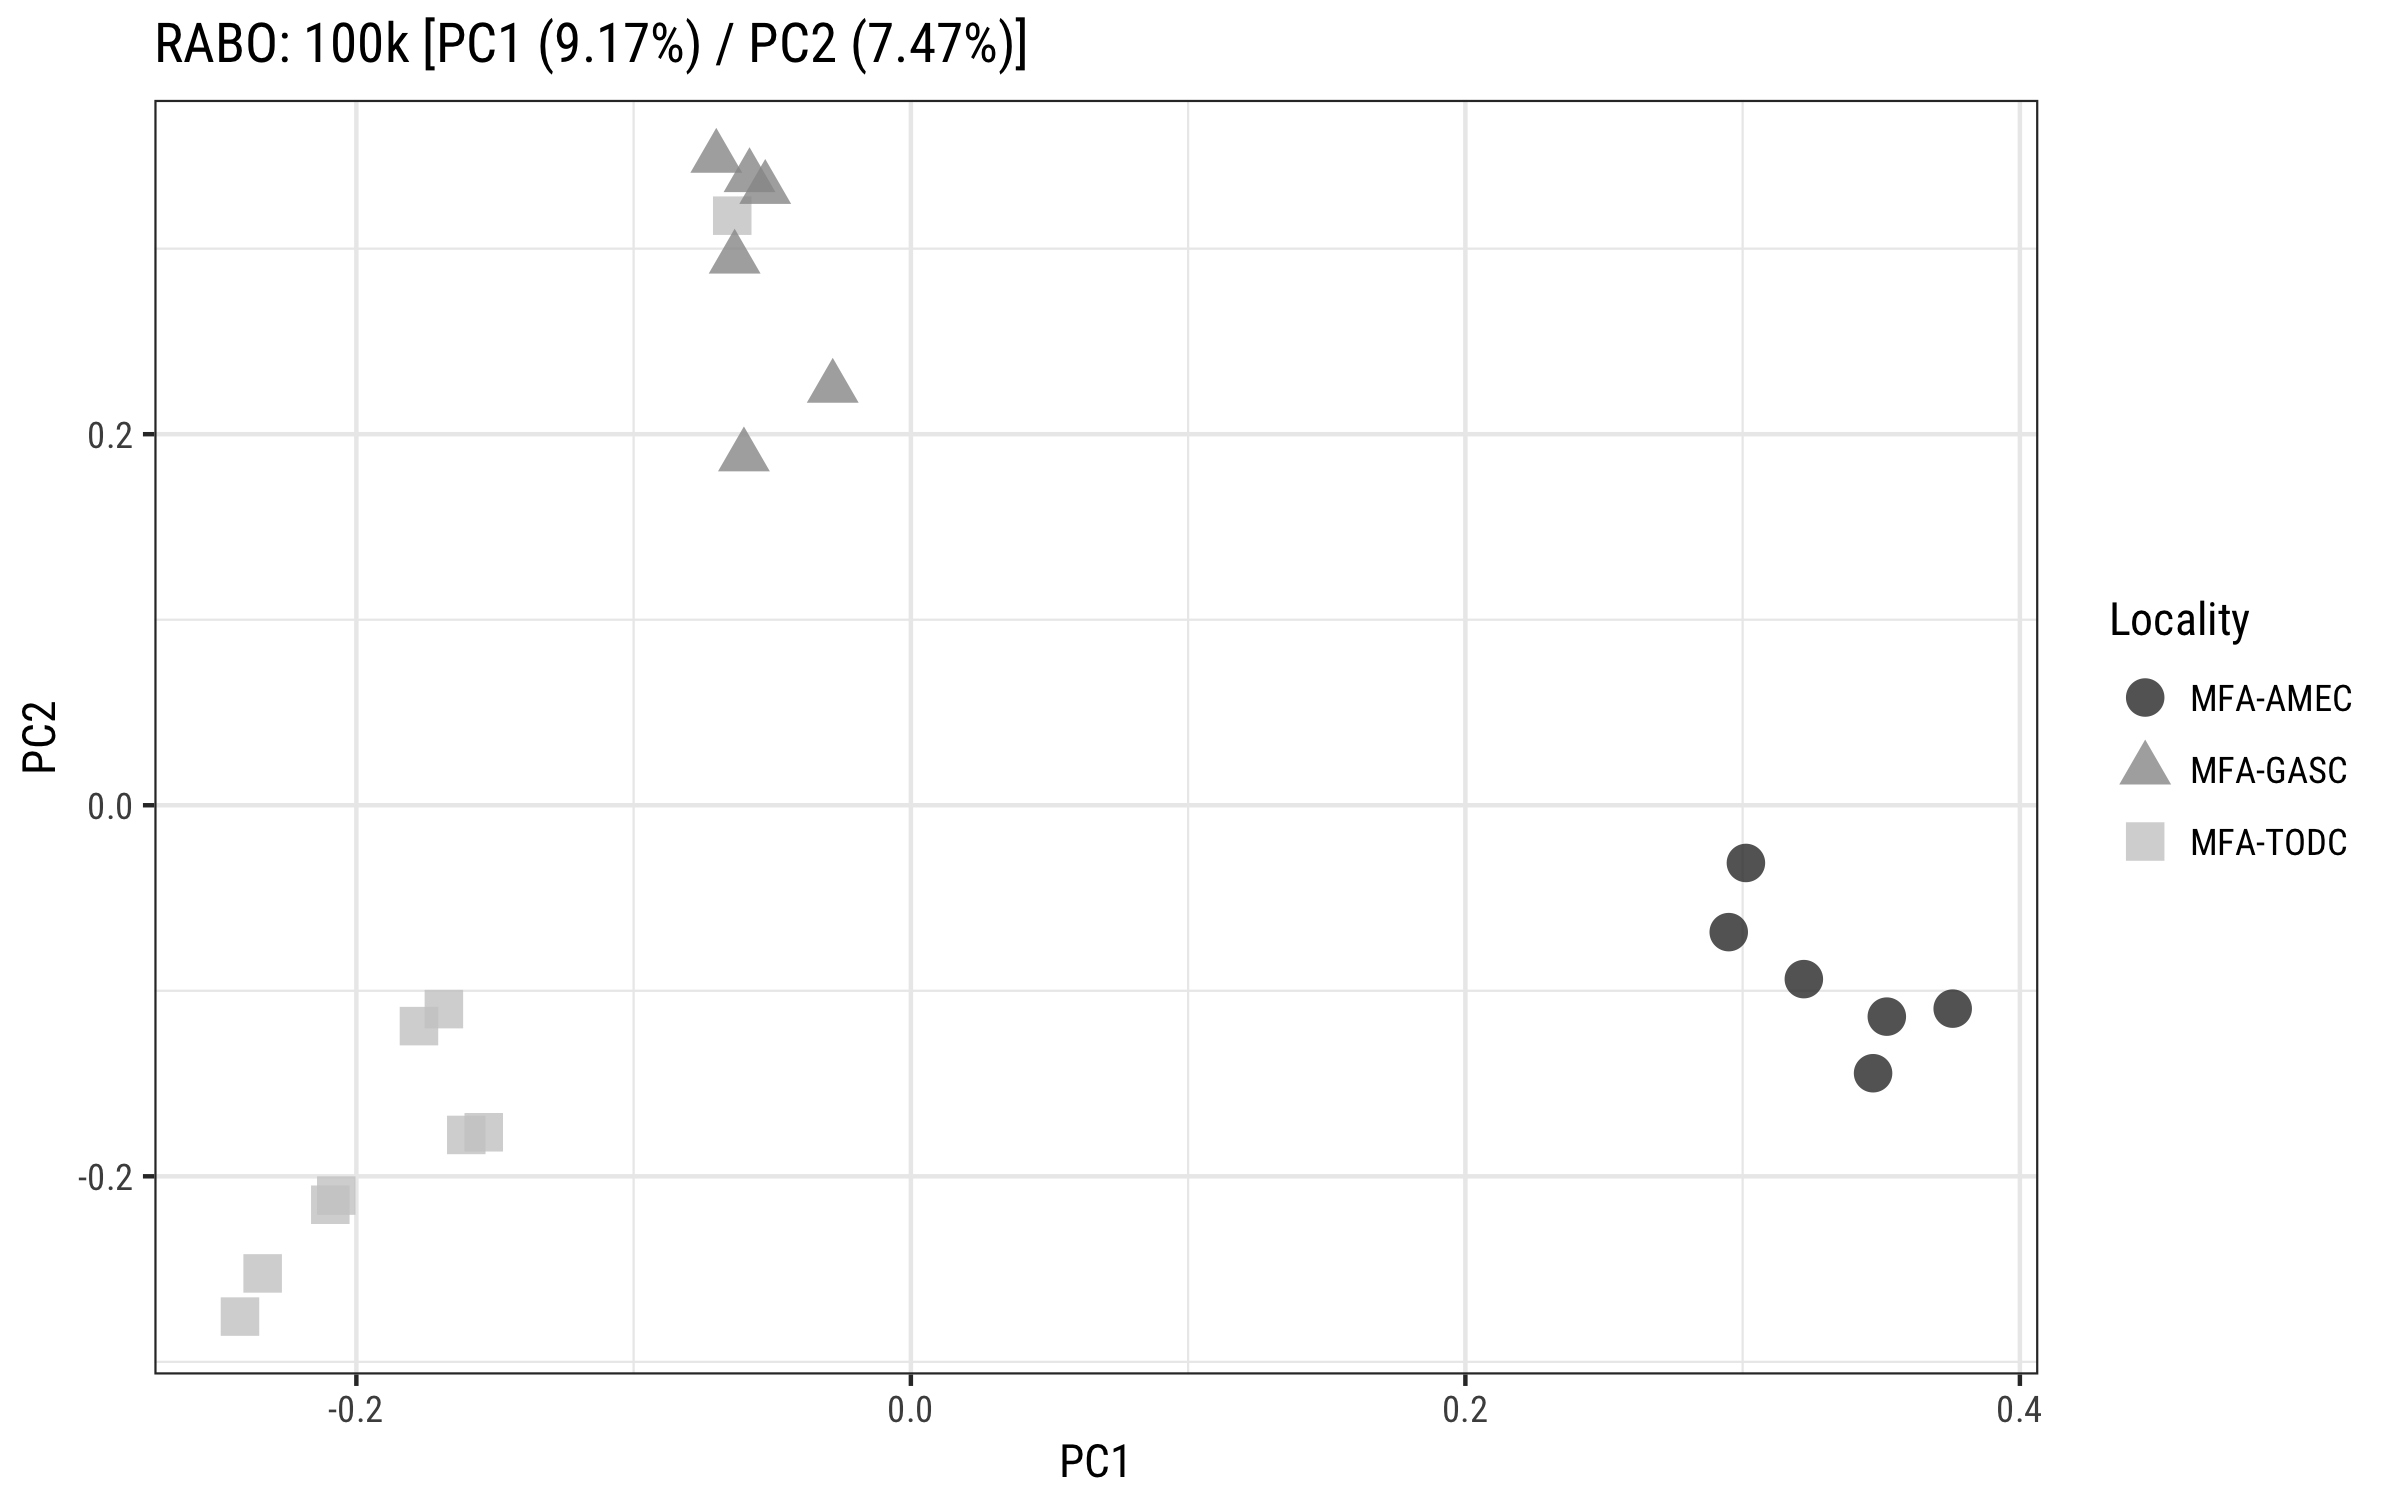 RABO: 100k [PC1 (9.17%) / PC2 (7.47%)]
PC2
0.2
0.0
-0.2
-0.2
0.0
0.2
0.4
PC1
Locality
MFA-AMEC
MFA-GASC
MFA-TODC